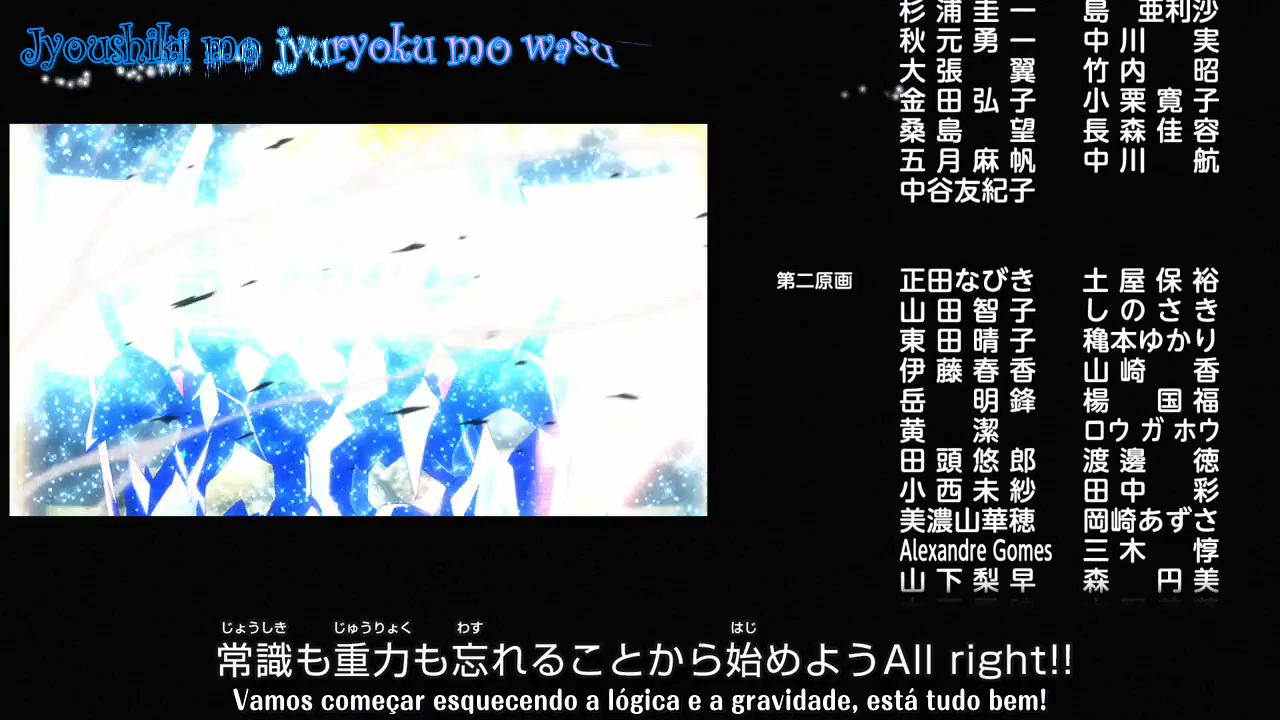 Jyoushiki mo jyuryoku mo wasu
杉浦圭一 島 亜利沙
秋元勇一 中川 実
大張 翼 竹内 昭
金田弘子 小栗寛子
桑島 望 長森佳容
五月麻帆 中川 航
中谷友紀子
第二原画
正田なびき 土屋保裕
山田智子 しのさき
東田晴子 穐本ゆかり
伊藤春香 山崎 香
岳 明鋒 楊 国福
黄 潔 ロウ ガ ホウ
田頭悠郎 渡邊 徳
小西未紗 田中 彩
美濃山華穂 岡崎あずさ
Alexandre Gomes 三木 惇
山下梨早 森 円美
じょうしき じゅうりょく わす はじ
常識も重力も忘れることから始めようAll right!!
Vamos começar esquecendo a lógica e a gravidade, está tudo bem!